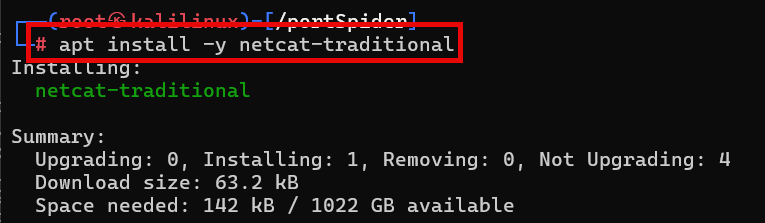 (root㉿kalilinux)-[/portSpider]
# apt install -y netcat-traditional
Installing:
netcat-traditional
Summary:
Upgrading: 0, Installing: 1, Removing: 0, Not Upgrading: 4
Download size: 63.2 kB
Space needed: 142 kB / 1022 GB available